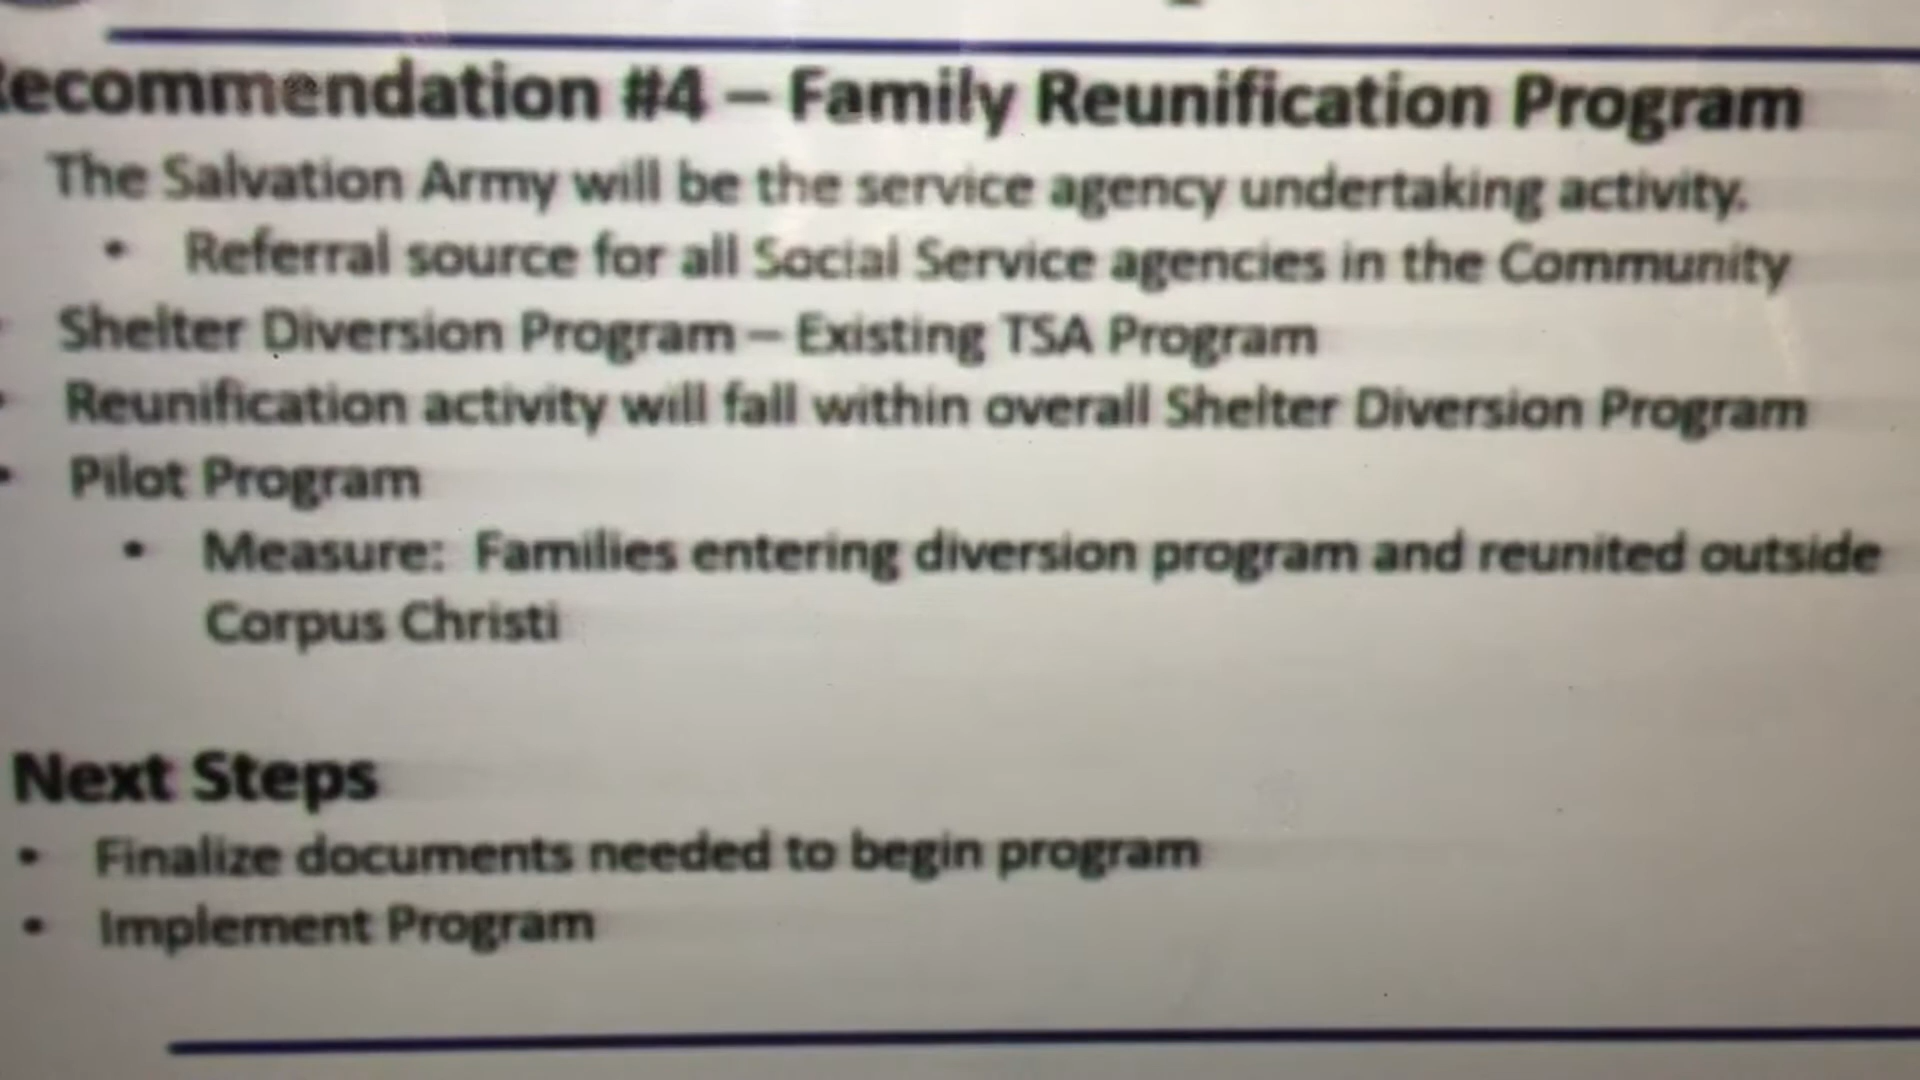 ecommendation #4 – Family Reunification Program
The Salvation Army will be the service agency undertaking activity.
• Referral source for all Social Service agencies in the Community
Shelter Diversion Program – Existing TSA Program
• Reunification activity will fall within overall Shelter Diversion Program
• Pilot Program
• Measure: Families entering diversion program and reunited outside
Corpus Christi
Next Steps
• Finalize documents needed to begin program
• Implement Program